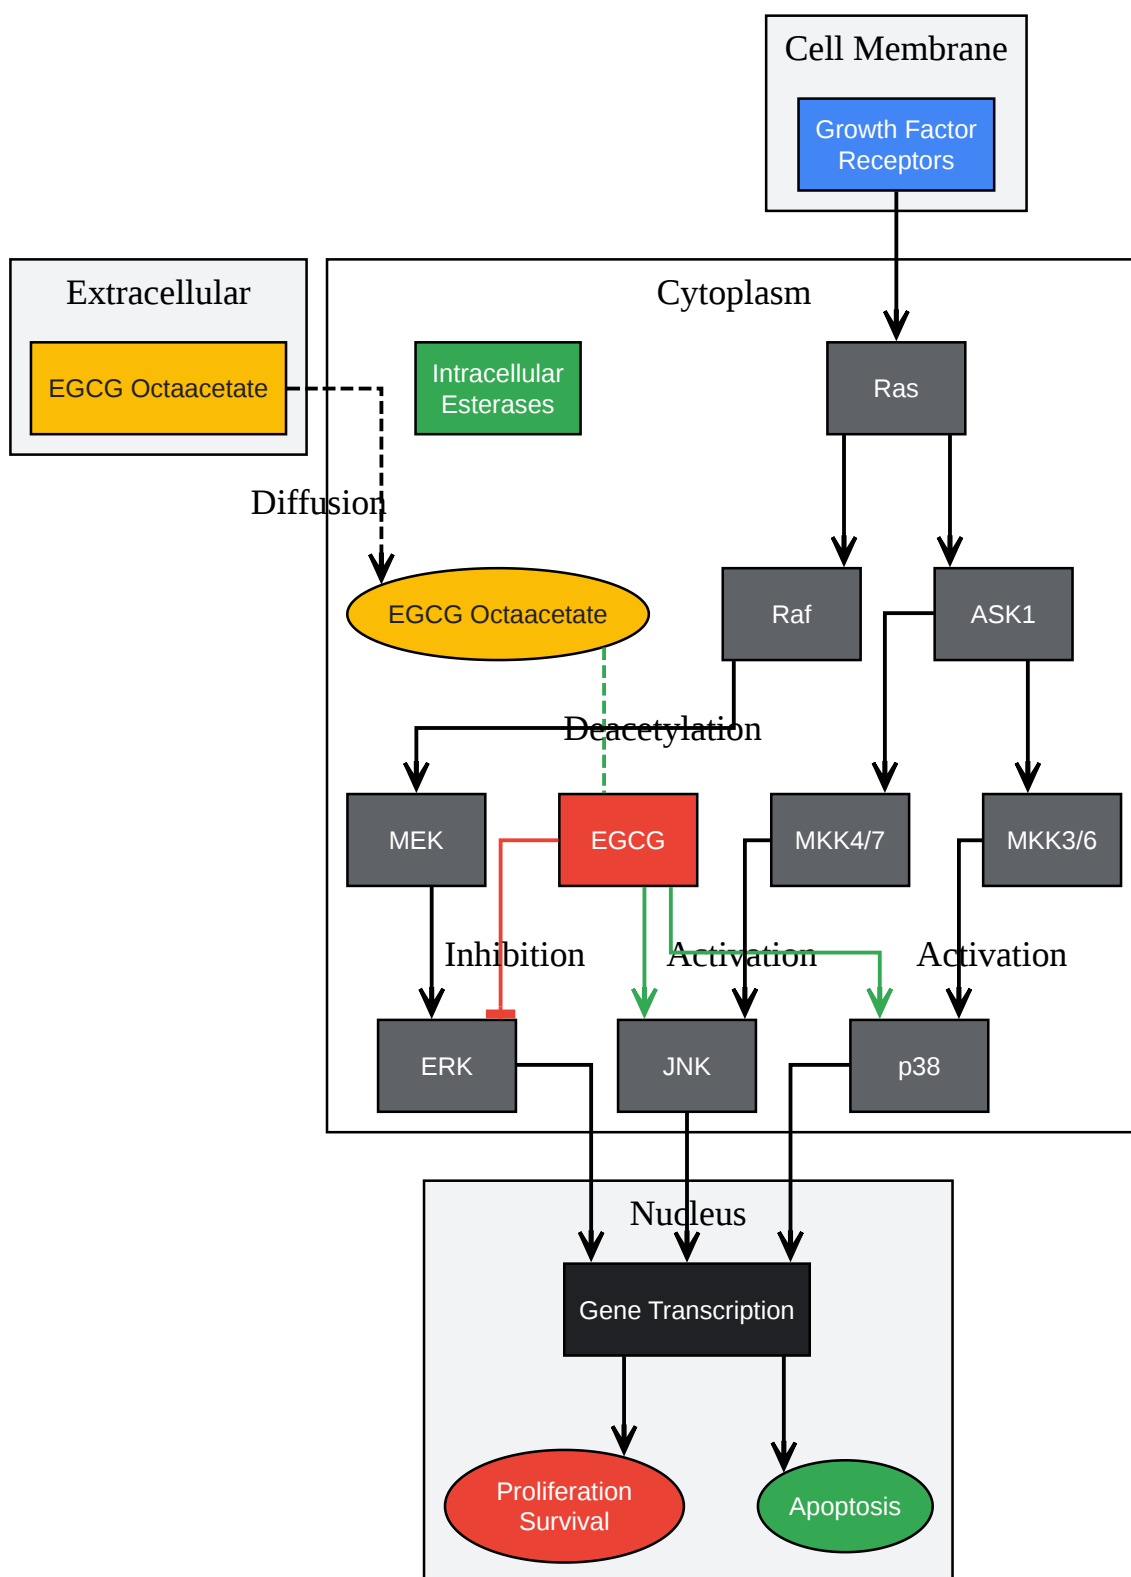 Cell Membrane
Growth Factor
Receptors
Extracellular
Cytoplasm
EGCG Octaacetate
Intracellular
Esterases
Ras
Diffusion
EGCG Octaacetate
Raf
ASK1
Deacetylation
MEK
EGCG
MKK4/7
MKK3/6
Inhibition
Activation
Activation
ERK
JNK
p38
Nucleus
Gene Transcription
Proliferation
Survival
Apoptosis